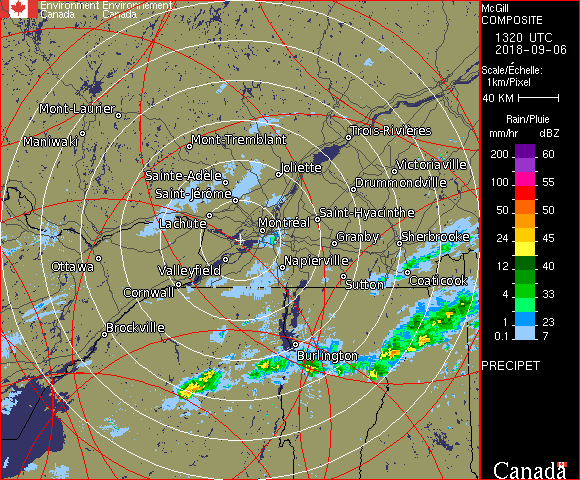 Environment Environnement
Canada Canada
McGill
COMPOSITE
1320 UTC
2018-09-06
Scale/Échelle:
1km/Pixel
40 KM
Rain/Pluie
mm/hr dBZ
200 60
100 55
50 50
24 45
12 40
4 33
1 23
0.1 7
PRECIPET
Canada
Mont-Laurier
Maniwaki
Mont-Tremblant
Trois-Rivières
Sainte-Adèle
Joliette
Victoriaville
Saint-Jérôme
Drummondville
Lachute
Montréal
Saint-Hyacinthe
Granby
Sherbrooke
Ottawa
Valleyfield
Napierville
Cornwall
Sutton
Coaticook
Brockville
Burlington